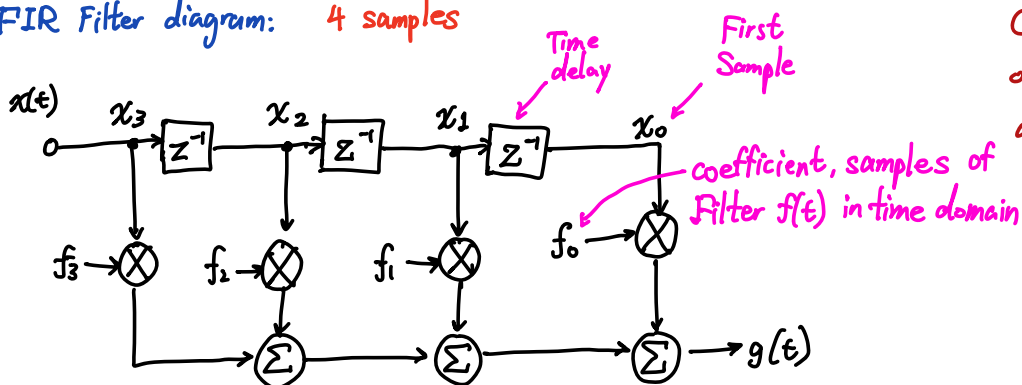 FIR Filter diagram: 4 samples
First
Sample
Time
delay
x(t)
x₃
z⁻¹
x₂
z⁻¹
x₁
z⁻¹
x₀
coefficient, samples of
Filter f(t) in time domain
f₃
f₂
f₁
f₀
Σ
Σ
Σ
g(t)